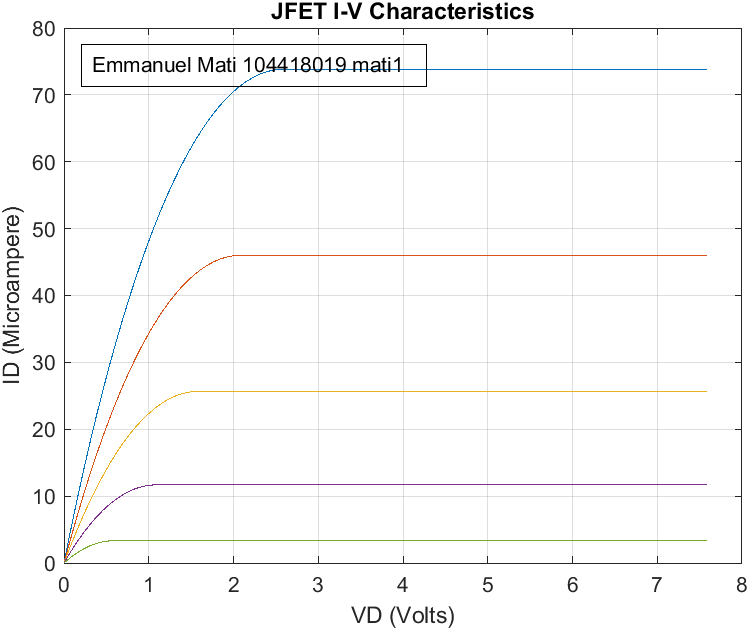 JFET I-V Characteristics
Emmanuel Mati 104418019 mati1
80
70
60
50
40
30
20
10
0
ID (Microampere)
0 1 2 3 4 5 6 7 8
VD (Volts)